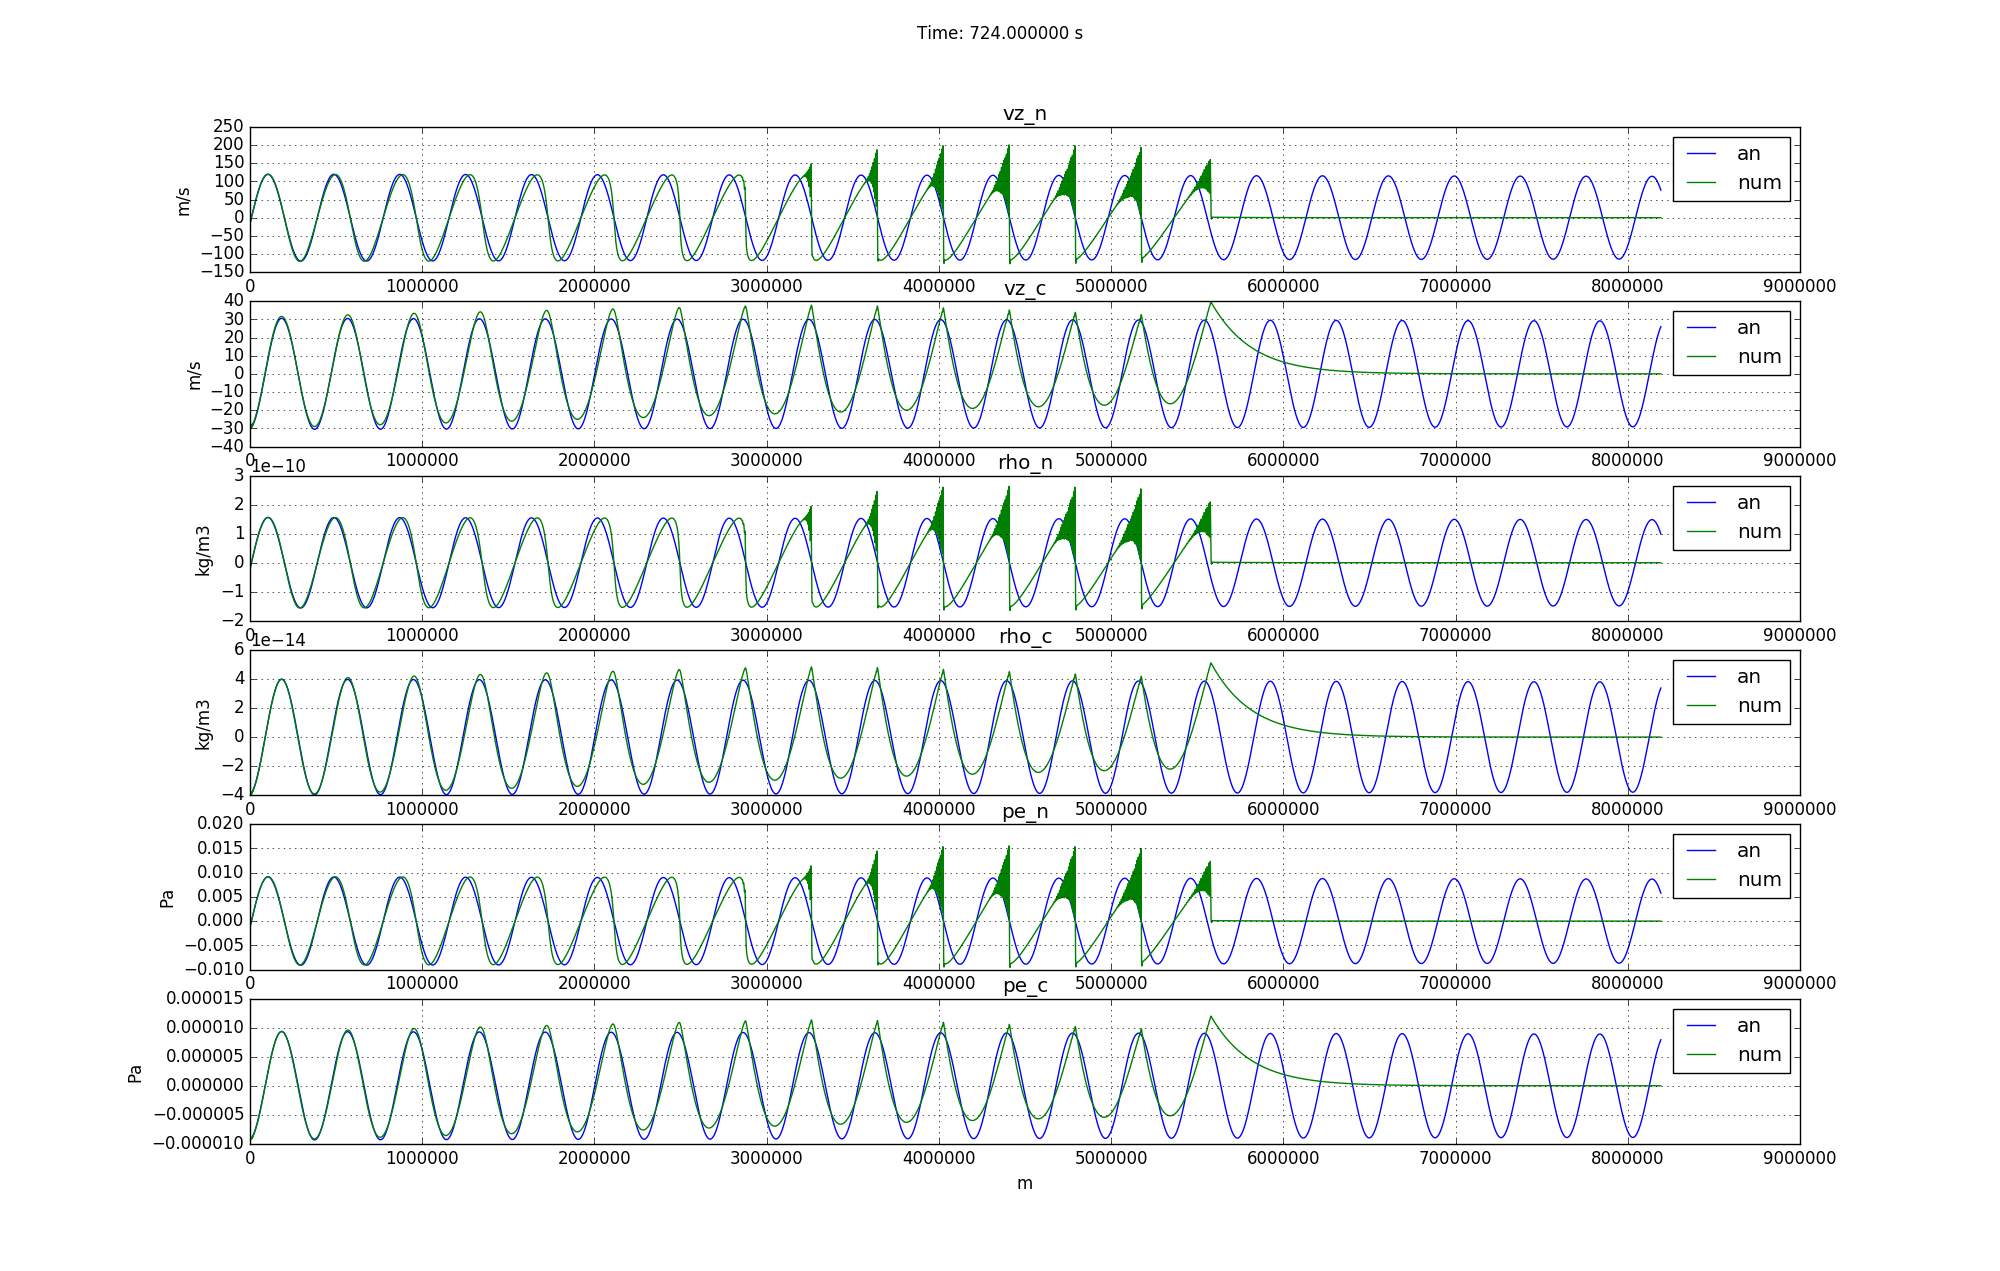 Time: 724.000000 s
vz_n
250
200
150
100
50
0
−50
−100
−150
m/s
an
num
0 1000000 2000000 3000000 4000000 5000000 6000000 7000000 8000000 9000000
vz_c
40
30
20
10
0
−10
−20
−30
−40
m/s
an
num
0 1000000 2000000 3000000 4000000 5000000 6000000 7000000 8000000 9000000
1e−10
rho_n
3
2
1
0
−1
−2
kg/m3
an
num
0 1000000 2000000 3000000 4000000 5000000 6000000 7000000 8000000 9000000
1e−14
rho_c
6
4
2
0
−2
−4
kg/m3
an
num
0 1000000 2000000 3000000 4000000 5000000 6000000 7000000 8000000 9000000
pe_n
0.020
0.015
0.010
0.005
0.000
−0.005
−0.010
Pa
an
num
0 1000000 2000000 3000000 4000000 5000000 6000000 7000000 8000000 9000000
pe_c
0.000015
0.000010
0.000005
0.000000
−0.000005
−0.000010
Pa
an
num
0 1000000 2000000 3000000 4000000 5000000 6000000 7000000 8000000 9000000
m